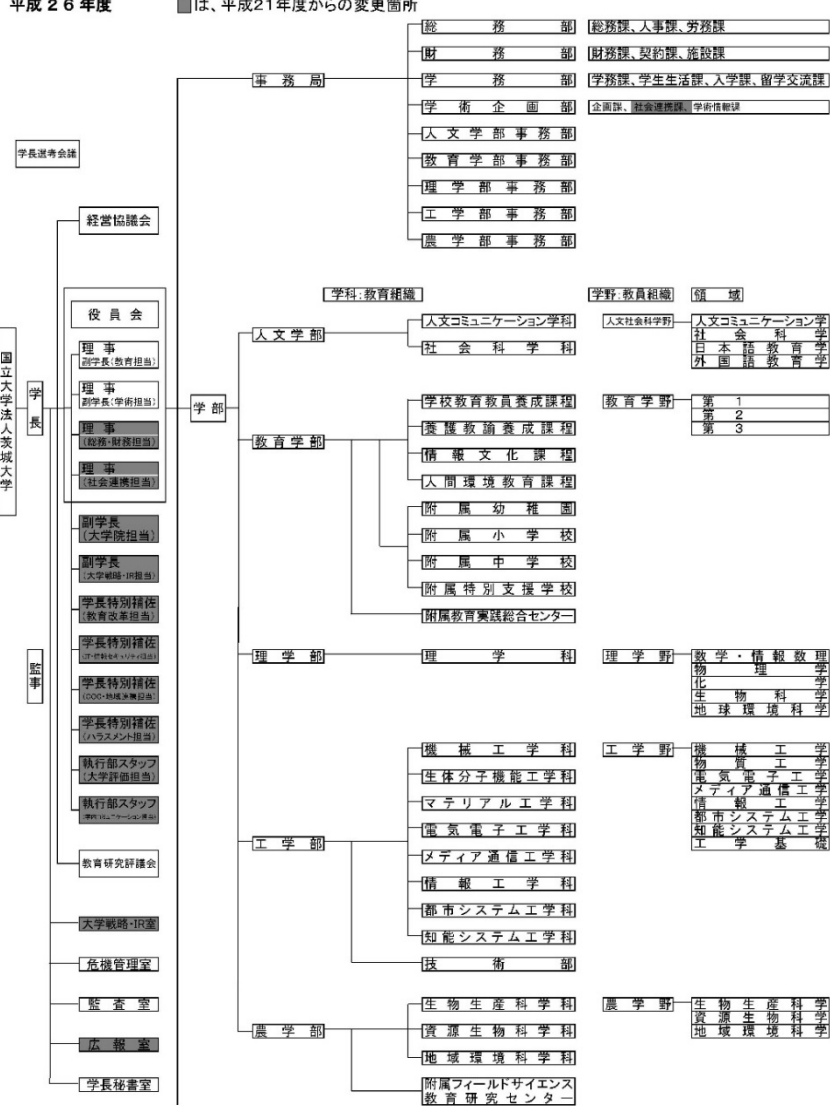 平成26年度
は、平成21年度からの変更箇所
総務部
総務課、人事課、労務課
財務部
財務課、契約課、施設課
事務局
学務部
学務課、学生生活課、入学課、留学交流課
学術企画部
企画課、社会連携課、学術情報課
人文学部事務部
教育学部事務部
理学部事務部
工学部事務部
農学部事務部
学長選考会議
経営協議会
国立大学法人茨城大学
学長
監事
役員会
理事
副学長(教育担当)
理事
副学長(学術担当)
理事
(総務・財務担当)
理事
(社会連携担当)
副学長
(大学院担当)
副学長
(大学戦略・IR担当)
学長特別補佐
(教育改革担当)
学長特別補佐
(IT・情報セキュリティ担当)
学長特別補佐
(COC・地域連携担当)
学長特別補佐
(ハラスメント担当)
執行部スタッフ
(大学評価担当)
執行部スタッフ
教育研究評議会
大学戦略・IR室
危機管理室
監査室
広報室
学長秘書室
学部
学科:教育組織
学野:教員組織
領域
人文学部
人文コミュニケーション学科
社会科学科
人文社会科学野
人文コミュニケーション学
社会科学
日本語教育学
外国語教育学
教育学部
学校教育教員養成課程
養護教諭養成課程
情報文化課程
人間環境教育課程
附属幼稚園
附属小学校
附属中学校
附属特別支援学校
附属教育実践総合センター
教育学野
第1
第2
第3
理学部
理学科
理学野
数学・情報数理
物理学
化学
生物科学
地球環境科学
工学部
機械工学科
生体分子機能工学科
マテリアル工学科
電気電子工学科
メディア通信工学科
情報工学科
都市システム工学科
知能システム工学科
技術部
工学野
機械工学
物質工学
電気電子工学
メディア通信工学
情報工学
都市システム工学
知能システム工学
工学基礎
農学部
生物生産科学科
資源生物科学科
地域環境科学科
附属フィールドサイエンス
教育研究センター
農学野
生物生産科学
資源生物科学
地域環境科学